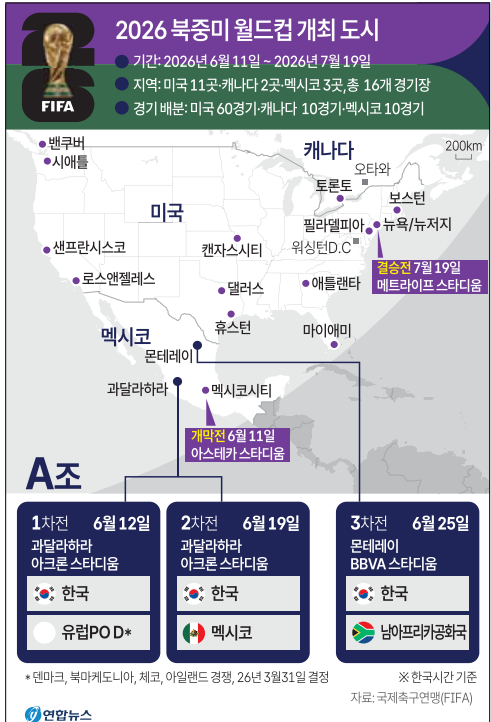 2026 북중미 월드컵 개최 도시
기간: 2026년 6월 11일 ~ 2026년 7월 19일
지역: 미국 11곳·캐나다 2곳·멕시코 3곳, 총 16개 경기장
경기 배분: 미국 60경기·캐나다 10경기·멕시코 10경기
FIFA
밴쿠버
시애틀
캐나다
200km
오타와
토론토
보스턴
미국
필라델피아
뉴욕/뉴저지
샌프란시스코
캔자스시티
워싱턴D.C
결승전 7월 19일
메트라이프 스타디움
로스앤젤레스
댈러스
애틀랜타
휴스턴
마이애미
멕시코
몬테레이
과달라하라
멕시코시티
개막전 6월 11일
아스테카 스타디움
A조
1차전 6월 12일
과달라하라
아크론 스타디움
한국
유럽PO D*
2차전 6월 19일
과달라하라
아크론 스타디움
한국
멕시코
3차전 6월 25일
몬테레이
BBVA 스타디움
한국
남아프리카공화국
* 덴마크, 북마케도니아, 체코, 아일랜드 경쟁, 26년 3월31일 결정
※ 한국시간 기준
자료: 국제축구연맹(FIFA)
연합뉴스